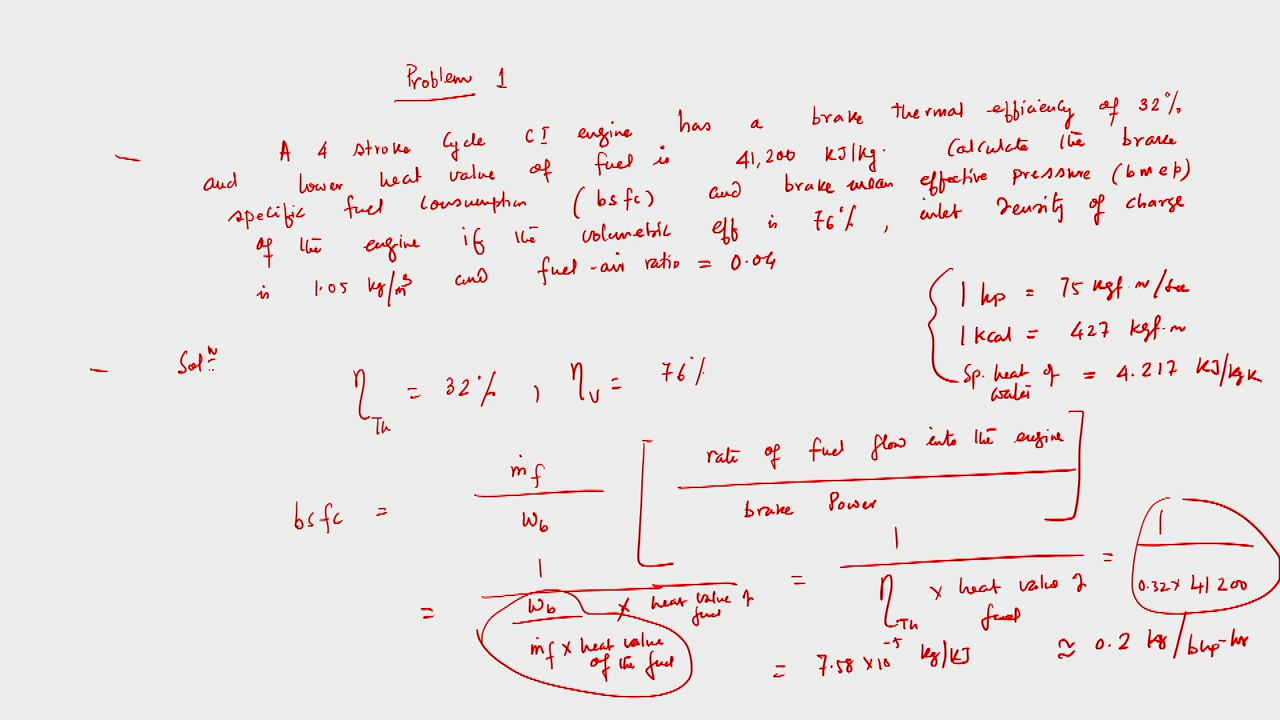 Problem 1
A 4 stroke Cycle CI engine has a brake thermal efficiency of 32%
and lower heat value of fuel is 41,200 KJ/kg. Calculate the brake
specific fuel consumption (bsfc) and brake mean effective pressure (bmep)
of the engine if the volumetric eff is 76%, inlet density of charge
is 1.05 kg/m³ and fuel-air ratio = 0.04
1 hp = 75 kgf.m/sec
1 kcal = 427 kgf.m
Sp. heat of water = 4.217 KJ/kgK
Solⁿ
η_Th = 32%, η_v = 76%
bsfc = ṁf / Wb [rate of fuel flow into the engine / brake Power]
= 1 / (Wb / (ṁf × heat value of the fuel) × heat value of fuel) = 1 / (η_Th × heat value of fuel) = 1 / (0.32 × 41200)
= 7.58 × 10⁻⁵ kg/KJ ≈ 0.2 kg/bhp-hr